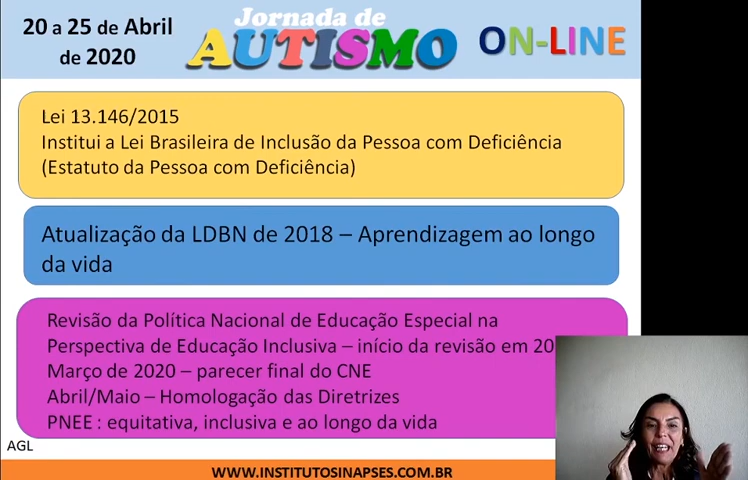 20 a 25 de Abril
de 2020
Jornada de
AUTISMO
ON-LINE
Lei 13.146/2015
Institui a Lei Brasileira de Inclusão da Pessoa com Deficiência
(Estatuto da Pessoa com Deficiência)
Atualização da LDBN de 2018 – Aprendizagem ao longo
da vida
Revisão da Política Nacional de Educação Especial na
Perspectiva de Educação Inclusiva – início da revisão em
Março de 2020 – parecer final do CNE
Abril/Maio – Homologação das Diretrizes
PNEE : equitativa, inclusiva e ao longo da vida
AGL
WWW.INSTITUTOSINAPSES.COM.BR